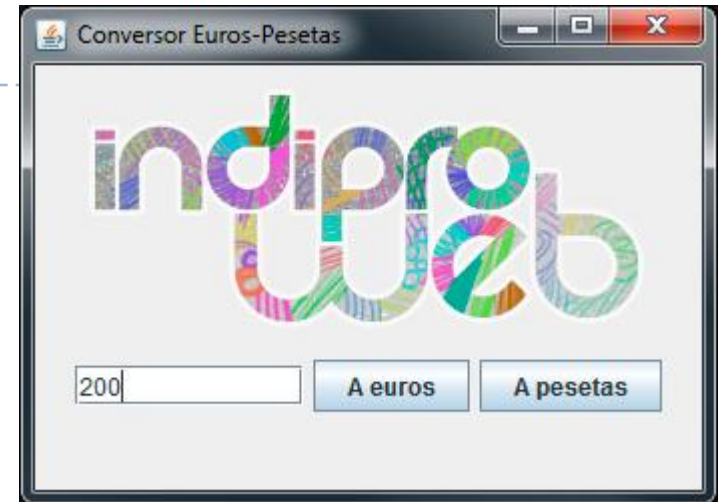 Conversor Euros-Pesetas
indipro
web
200
A euros
A pesetas